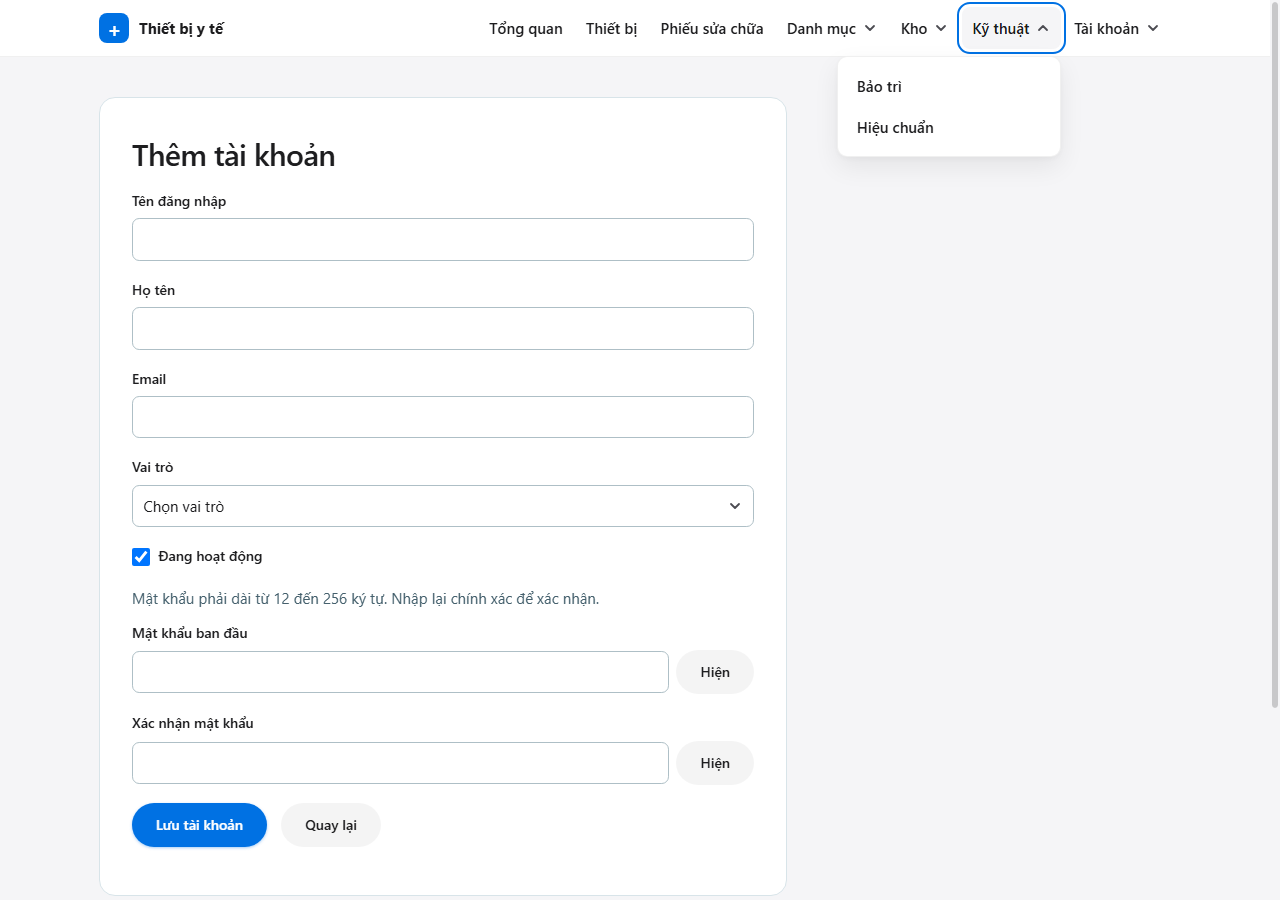 + Thiết bị y tế
Tổng quan Thiết bị Phiếu sửa chữa Danh mục Kho Kỹ thuật Tài khoản
Bảo trì
Hiệu chuẩn
Thêm tài khoản
Tên đăng nhập
Họ tên
Email
Vai trò
Chọn vai trò
Đang hoạt động
Mật khẩu phải dài từ 12 đến 256 ký tự. Nhập lại chính xác để xác nhận.
Mật khẩu ban đầu
Hiện
Xác nhận mật khẩu
Hiện
Lưu tài khoản Quay lại